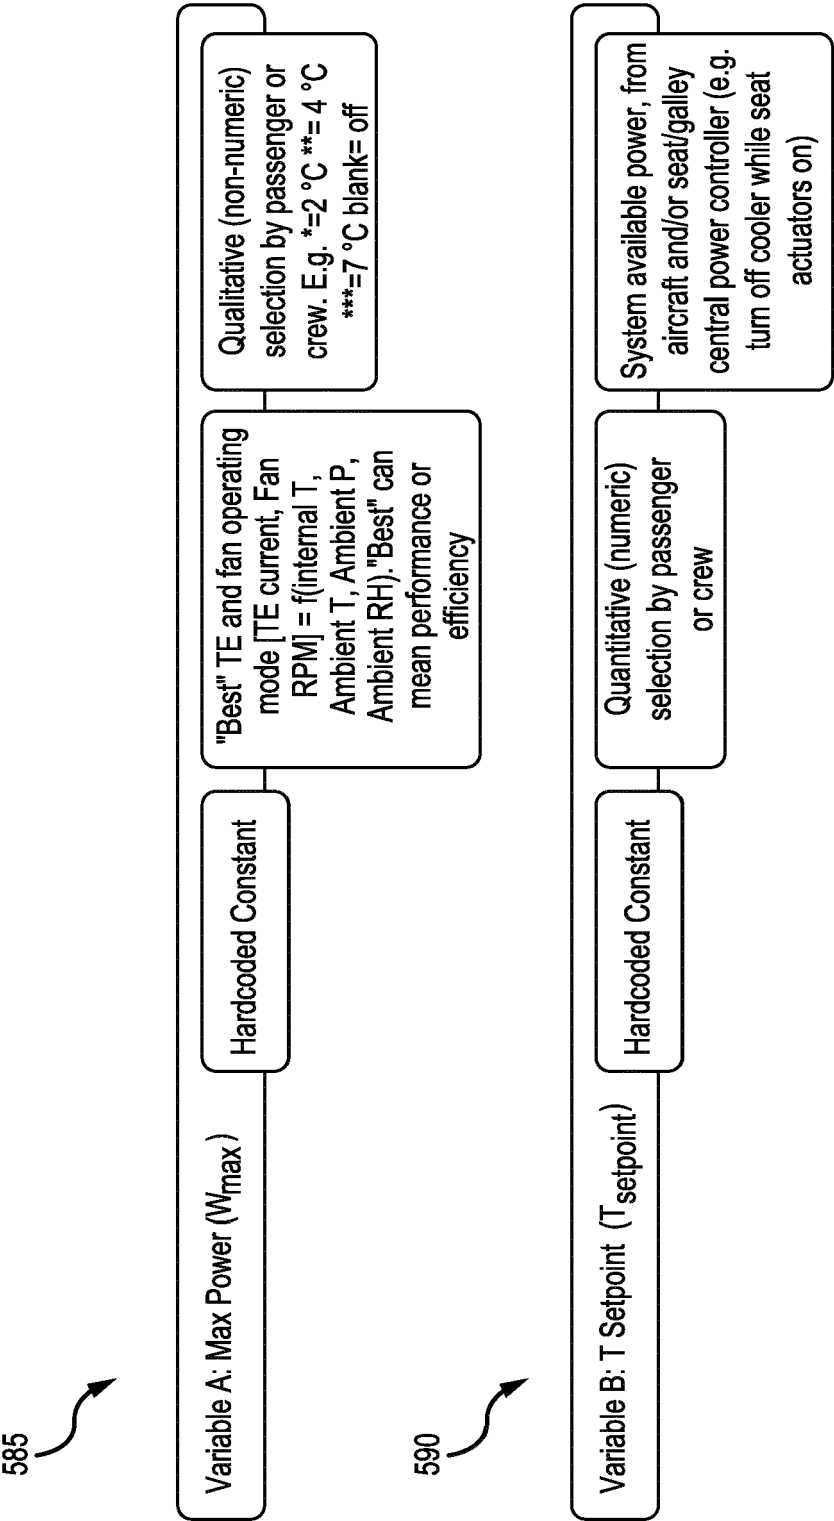 585
Variable A: Max Power (Wmax)
Hardcoded Constant
"Best" TE and fan operating
mode [TE current, Fan
RPM] = f(internal T,
Ambient T, Ambient P,
Ambient RH)."Best" can
mean performance or
efficiency
Qualitative (non-numeric)
selection by passenger or
crew. E.g. *=2 °C **= 4 °C
***=7 °C blank= off
590
Variable B: T Setpoint (Tsetpoint)
Hardcoded Constant
Quantitative (numeric)
selection by passenger
or crew
System available power, from
aircraft and/or seat/galley
central power controller (e.g.
turn off cooler while seat
actuators on)